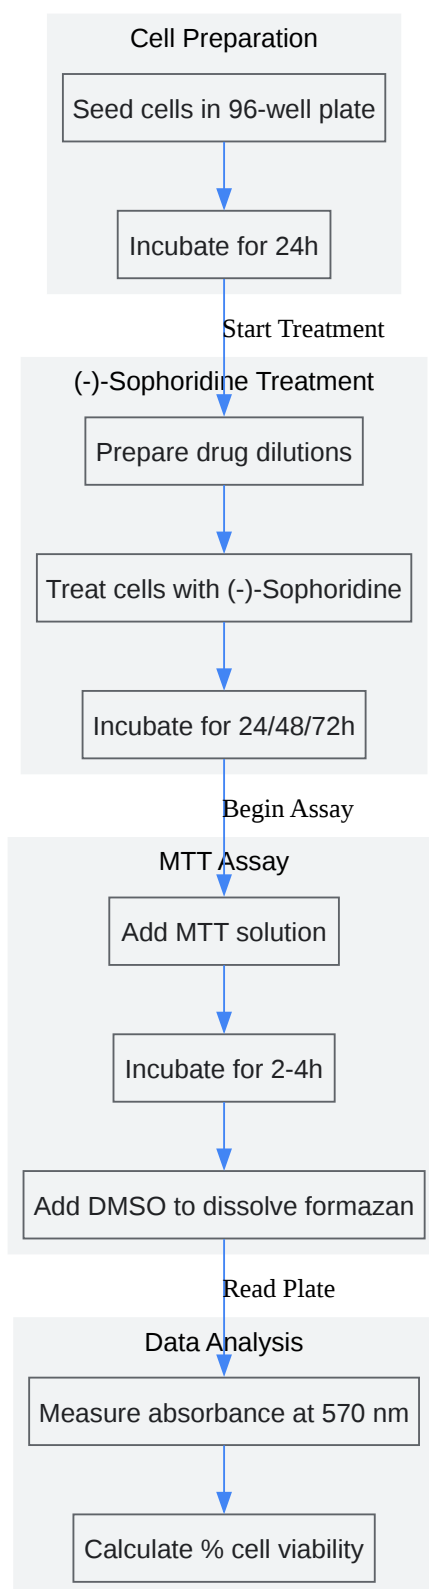 Cell Preparation
Seed cells in 96-well plate
Incubate for 24h
Start Treatment
(-)-Sophoridine Treatment
Prepare drug dilutions
Treat cells with (-)-Sophoridine
Incubate for 24/48/72h
Begin Assay
MTT Assay
Add MTT solution
Incubate for 2-4h
Add DMSO to dissolve formazan
Read Plate
Data Analysis
Measure absorbance at 570 nm
Calculate % cell viability